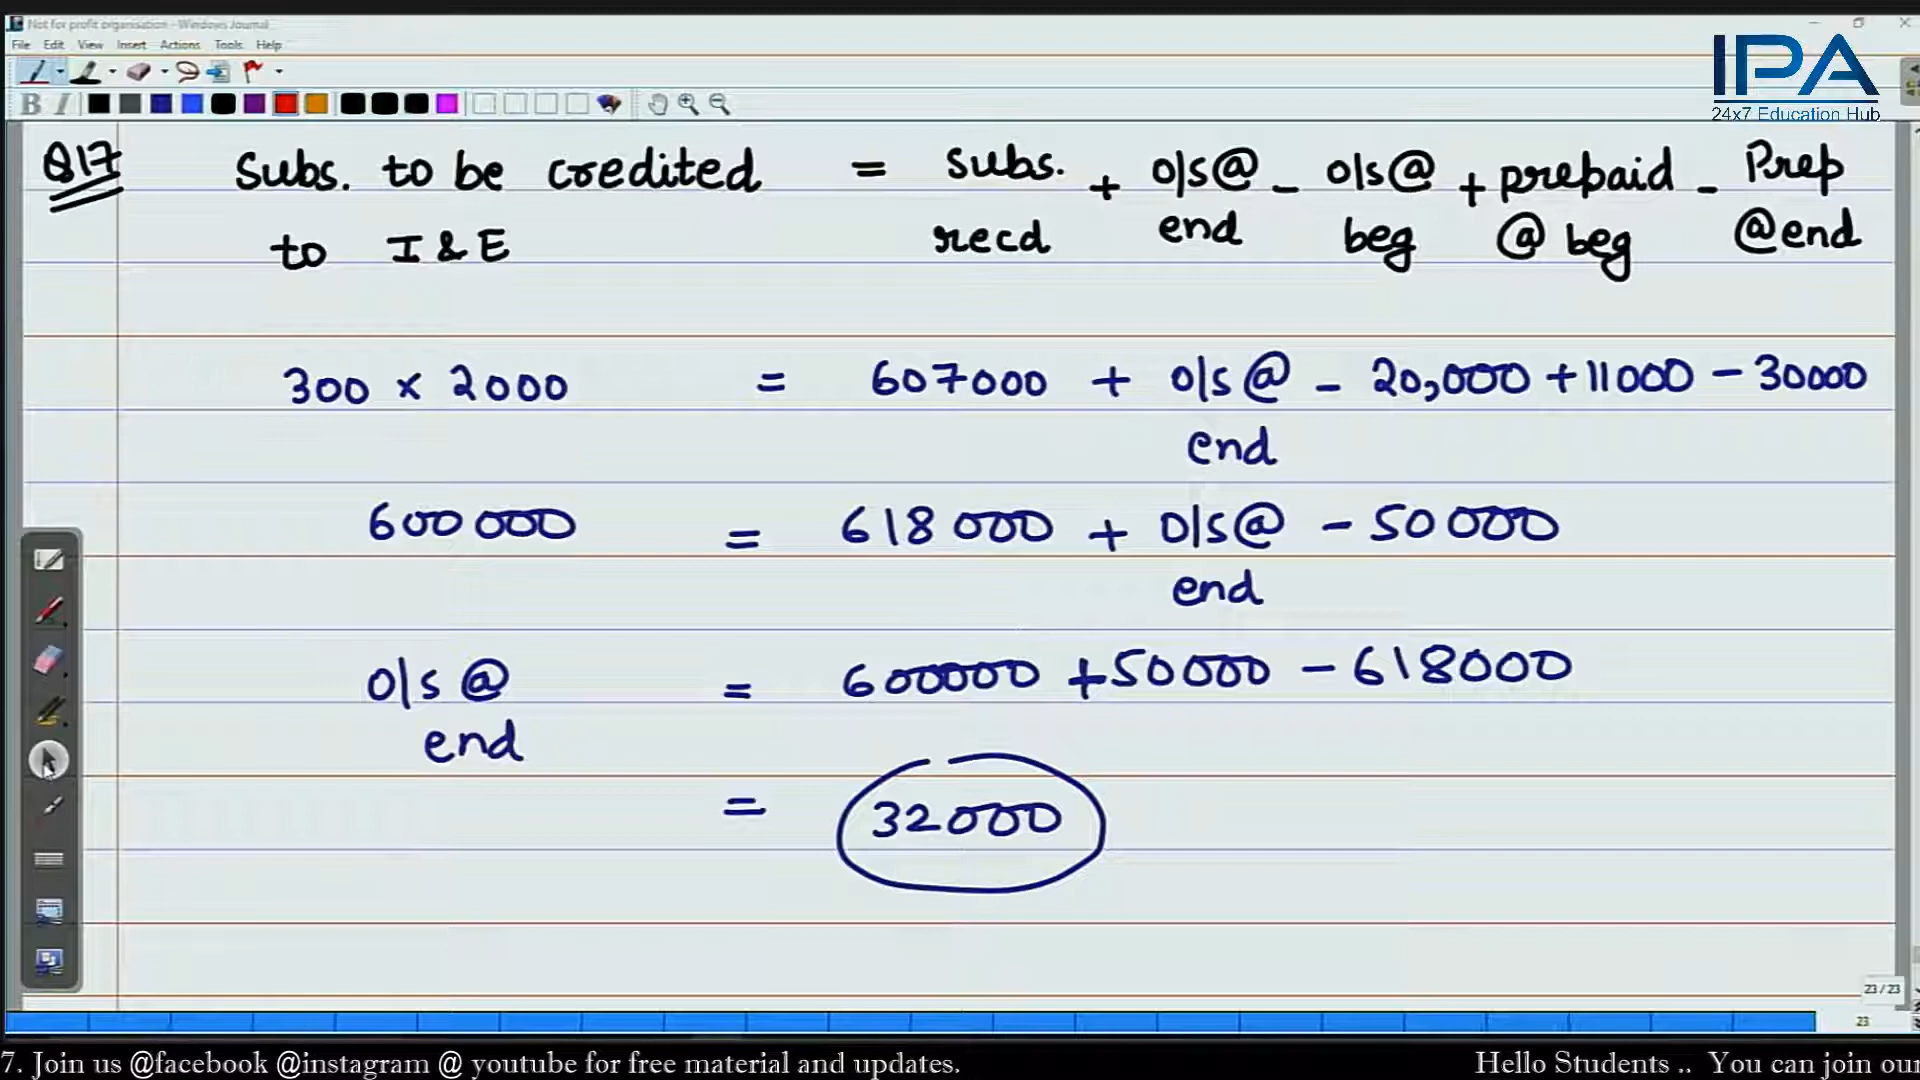 Not for profit organisation - Windows Journal
File Edit View Insert Actions Tools Help
B I
IPA
24x7 Education Hub
Q17 Subs. to be credited = subs. + o/s@ - o/s@ + prepaid - Prep
to I & E recd end beg @ beg @end
300 x 2000 = 607000 + o/s@ - 20,000 + 11000 - 30000
end
600000 = 618000 + o/s@ - 50000
end
o/s @ = 600000 + 50000 - 618000
end
= 32000
23 / 23
23
7. Join us @facebook @instagram @ youtube for free material and updates. Hello Students .. You can join our